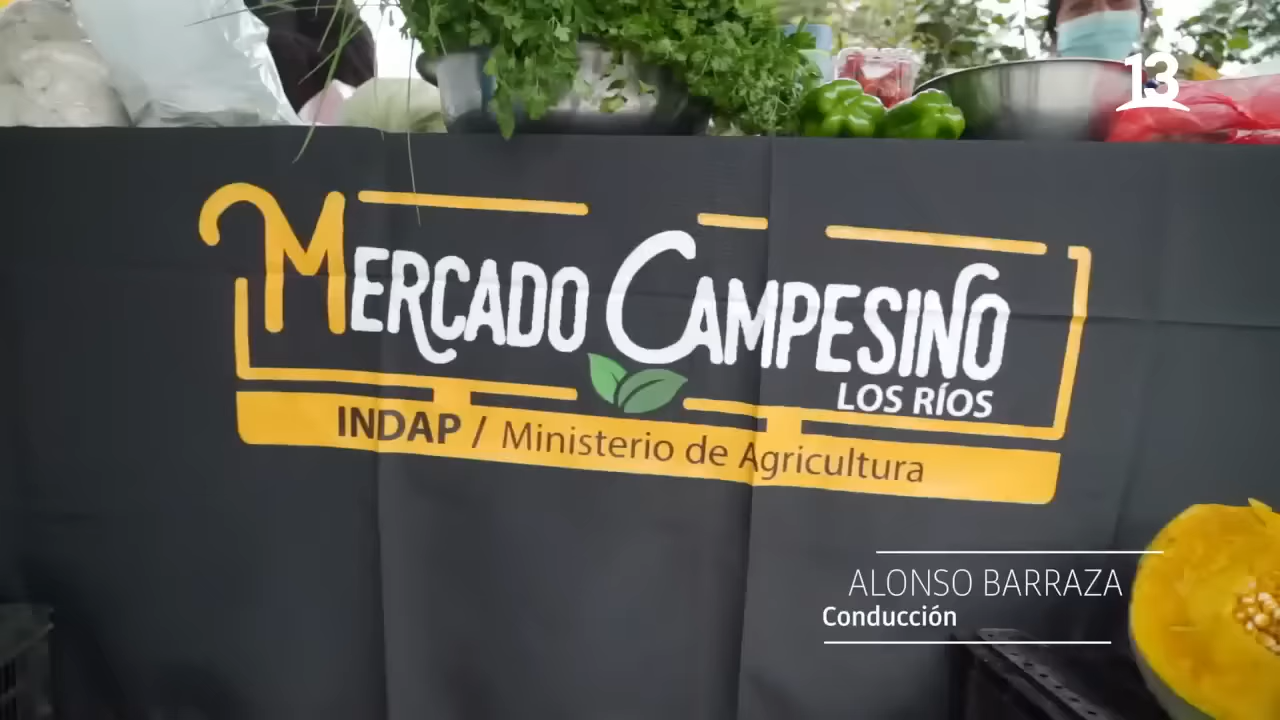 13
MERCADO CAMPESINO
LOS RÍOS
INDAP / Ministerio de Agricultura
ALONSO BARRAZA
Conducción